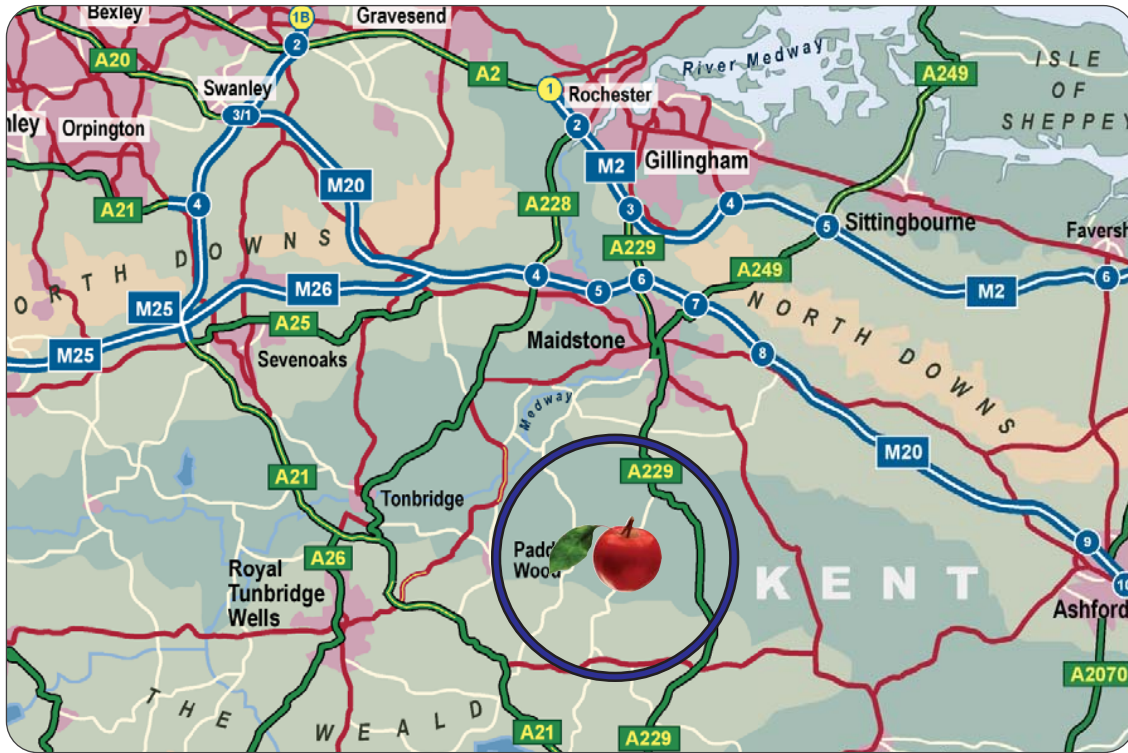 Bexley
1B
Gravesend
2
A20
A2
River Medway
A249
ISLE
OF
SHEPPEY
Swanley
1
Rochester
3/1
2
Orpington
M20
M2
Gillingham
A21
4
A228
3
4
5
Sittingbourne
A229
A249
Faversh
NORTH DOWNS
M26
4
5
6
7
M2
6
M25
A25
M25
Sevenoaks
Maidstone
8
NORTH DOWNS
Medway
M20
A21
A229
Tonbridge
9
A26
Padd
Wood
Royal
Tunbridge
Wells
KENT
10
Ashford
A2070
THE WEALD
A21
A229